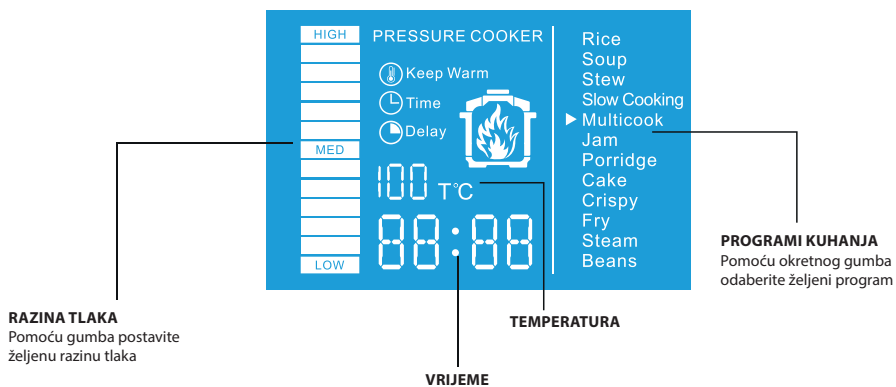 HIGH
MED
LOW
PRESSURE COOKER
Keep Warm
Time
Delay
100 T°C
88:88
Rice
Soup
Stew
Slow Cooking
Multicook
Jam
Porridge
Cake
Crispy
Fry
Steam
Beans
RAZINA TLAKA
Pomoću gumba postavite
željenu razinu tlaka
VRIJEME
TEMPERATURA
PROGRAMI KUHANJA
Pomoću okretnog gumba
odaberite željeni program